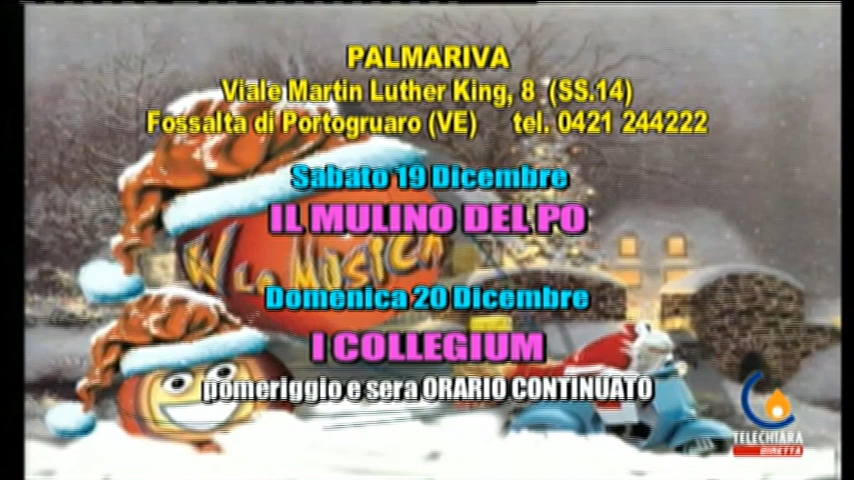 PALMARIVA
Viale Martin Luther King, 8 (SS.14)
Fossalta di Portogruaro (VE) tel. 0421 244222
Sabato 19 Dicembre
IL MULINO DEL PO
W La MUSICA
Domenica 20 Dicembre
I COLLEGIUM
pomeriggio e sera ORARIO CONTINUATO
TELECHIARA
DIRETTA